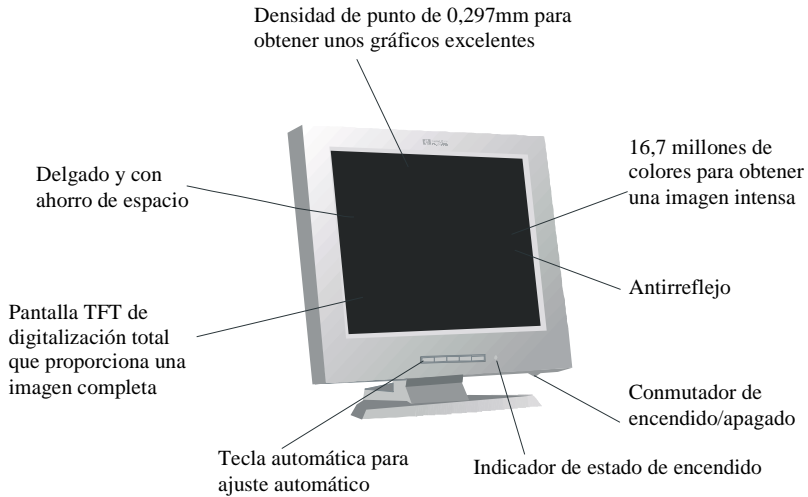 Densidad de punto de 0,297mm para
obtener unos gráficos excelentes
16,7 millones de
colores para obtener
una imagen intensa
Delgado y con
ahorro de espacio
Antirreflejo
Pantalla TFT de
digitalización total
que proporciona una
imagen completa
Conmutador de
encendido/apagado
Tecla automática para
ajuste automático
Indicador de estado de encendido